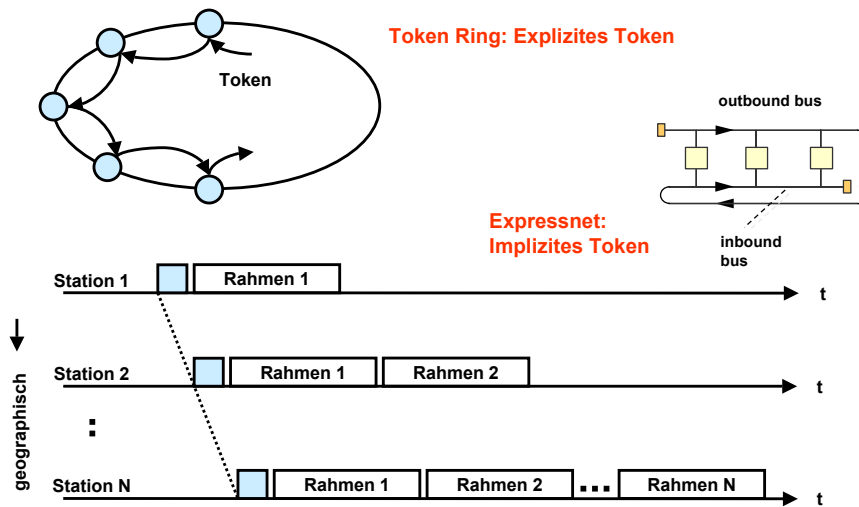 Token Ring: Explizites Token
Token
outbound bus
Expressnet:
Implizites Token
inbound
bus
Station 1
Rahmen 1
t
geographisch
Station 2
Rahmen 1
Rahmen 2
t
:
Station N
Rahmen 1
Rahmen 2
...
Rahmen N
t